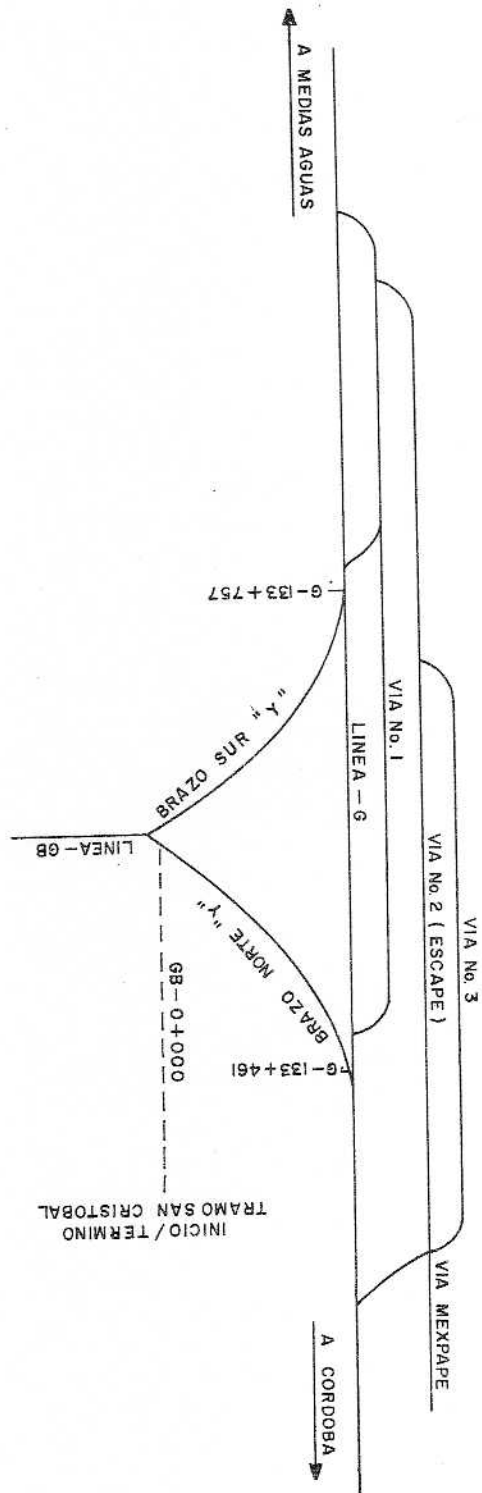 A MEDIAS AGUAS
VIA No. 3
VIA No. 2 ( ESCAPE )
VIA No. 1
LINEA - G
VIA MEXPAPE
A CORDOBA
G-133+757
G-133+461
BRAZO SUR "Y"
BRAZO NORTE "Y"
LINEA-GB
GB-0+000
INICIO / TERMINO
TRAMO SAN CRISTOBAL